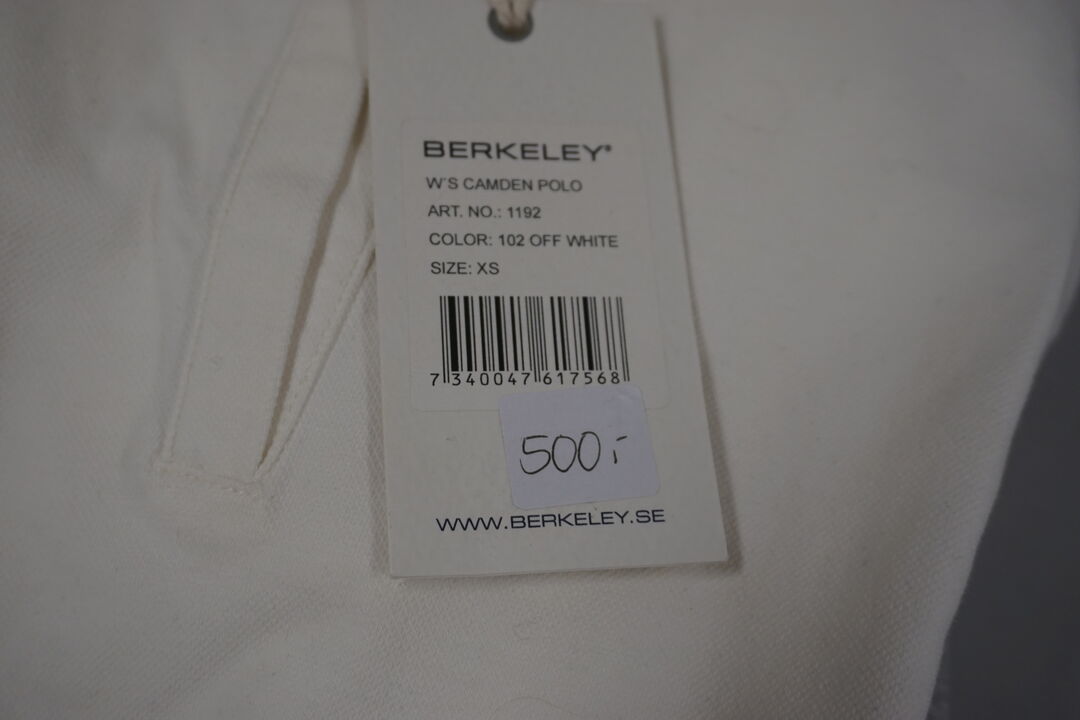 BERKELEY®
W'S CAMDEN POLO
ART. NO.: 1192
COLOR: 102 OFF WHITE
SIZE: XS
7 340047 617568
500:-
WWW.BERKELEY.SE